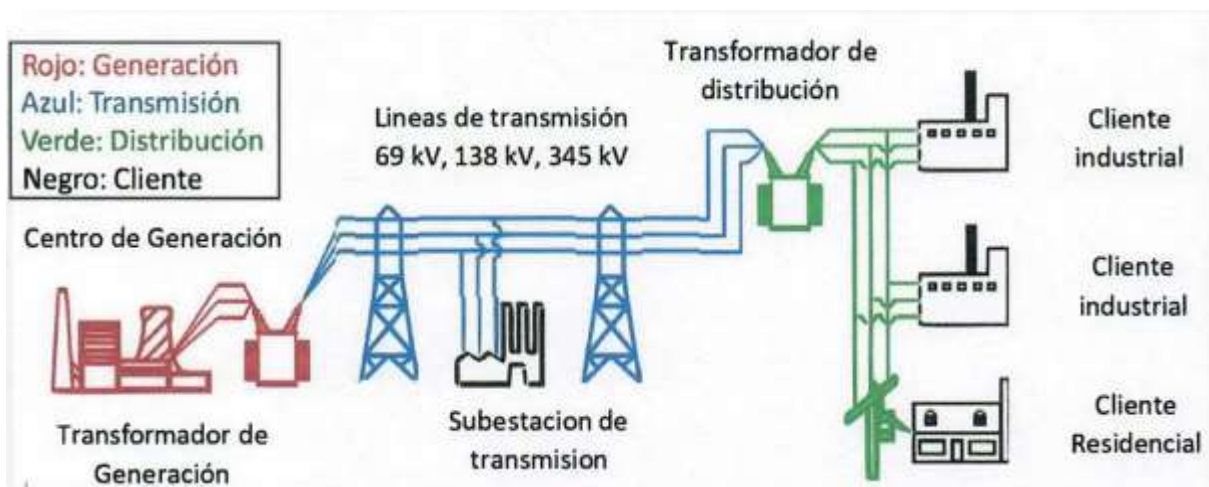 Rojo: Generación
Azul: Transmisión
Verde: Distribución
Negro: Cliente
Centro de Generación
Transformador de
Generación
Lineas de transmisión
69 kV, 138 kV, 345 kV
Subestacion de
transmision
Transformador de
distribución
Cliente
industrial
Cliente
industrial
Cliente
Residencial